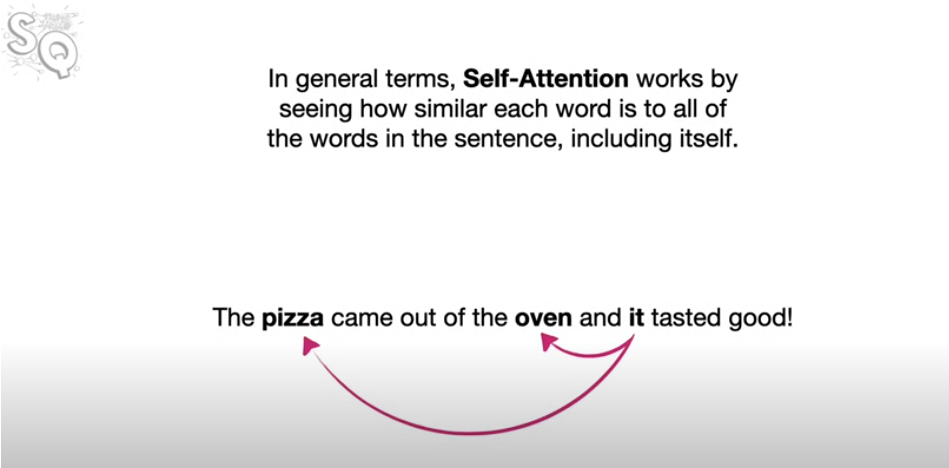 SQ
In general terms, Self-Attention works by
seeing how similar each word is to all of
the words in the sentence, including itself.
The pizza came out of the oven and it tasted good!